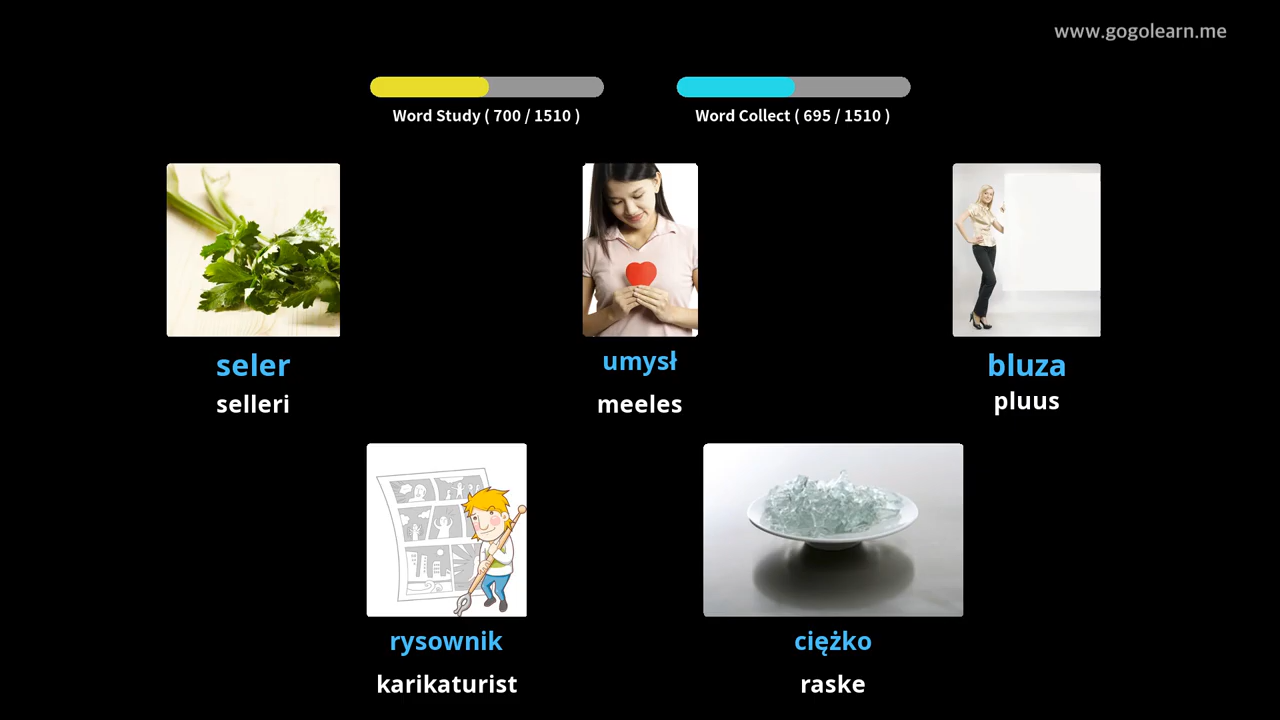 www.gogolearn.me
Word Study ( 700 / 1510 )
Word Collect ( 695 / 1510 )
seler
selleri
umysł
meeles
bluza
pluus
rysownik
karikaturist
ciężko
raske